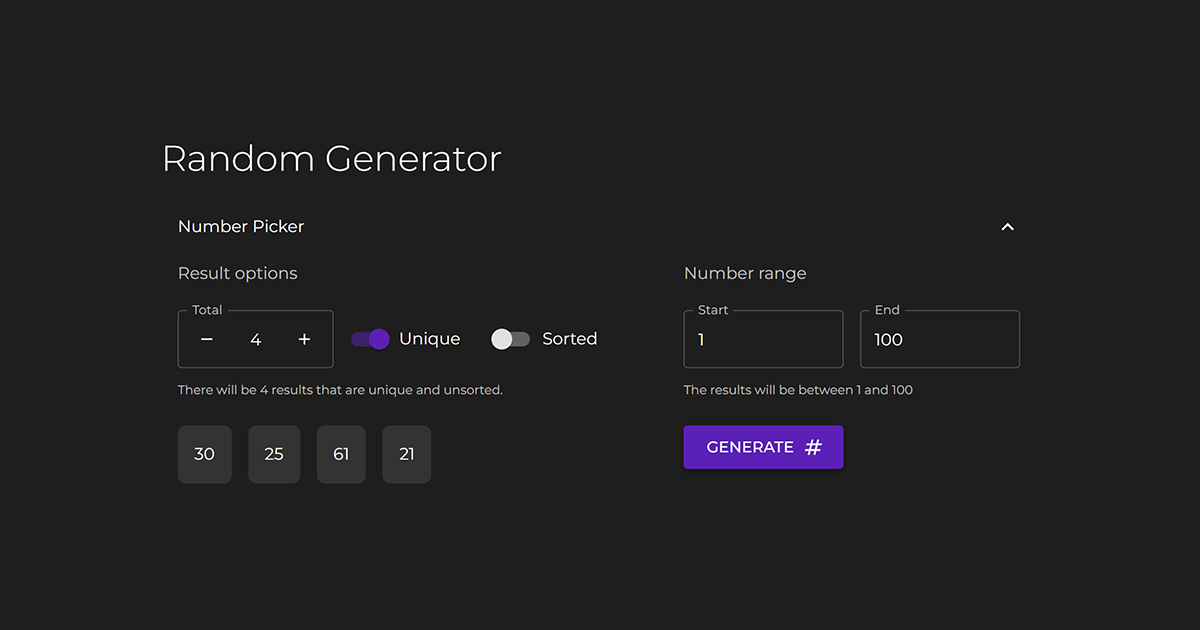 Random Generator
Number Picker
Result options
Number range
Total
Start
End
− 4 +
Unique
Sorted
1
100
There will be 4 results that are unique and unsorted.
The results will be between 1 and 100
30 25 61 21
GENERATE #